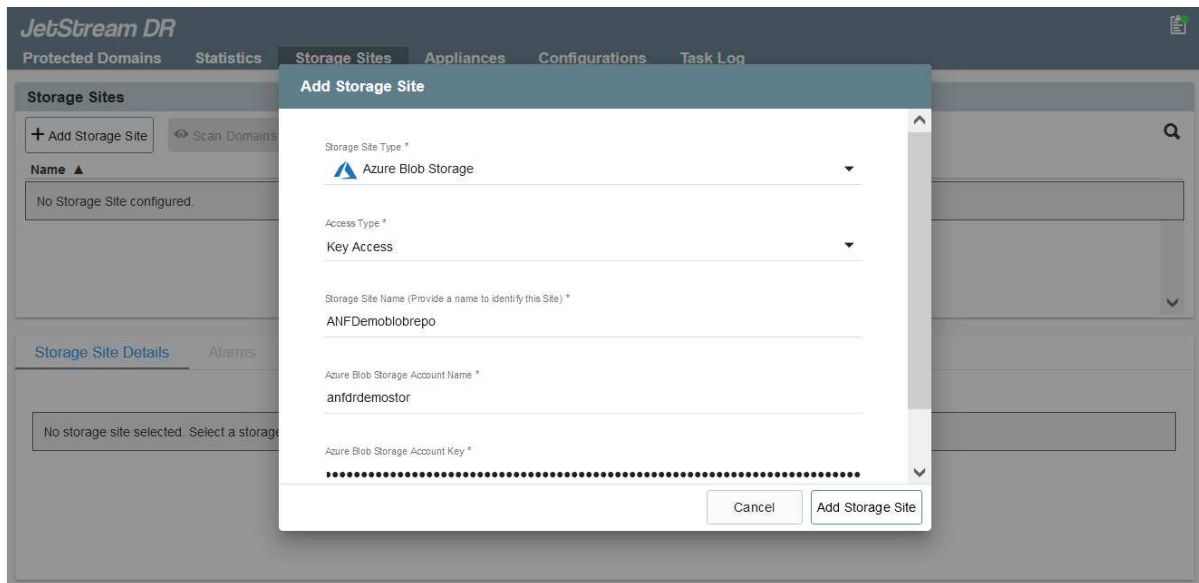 JetStream DR
Protected Domains Statistics Storage Sites Appliances Configurations Task Log
Storage Sites
+ Add Storage Site Scan Domains
Name ▲
No Storage Site configured.
Storage Site Details Alarms
No storage site selected. Select a storage
Add Storage Site
Storage Site Type *
Azure Blob Storage
Access Type *
Key Access
Storage Site Name (Provide a name to identify this Site) *
ANFDemoblobrepo
Azure Blob Storage Account Name *
anfdrdemostor
Azure Blob Storage Account Key *
Cancel Add Storage Site